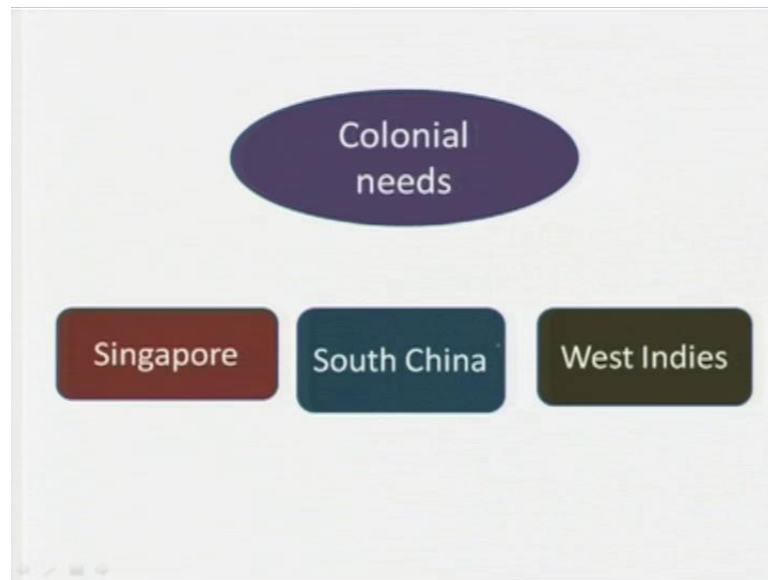 Colonial
needs
Singapore
South China
West Indies